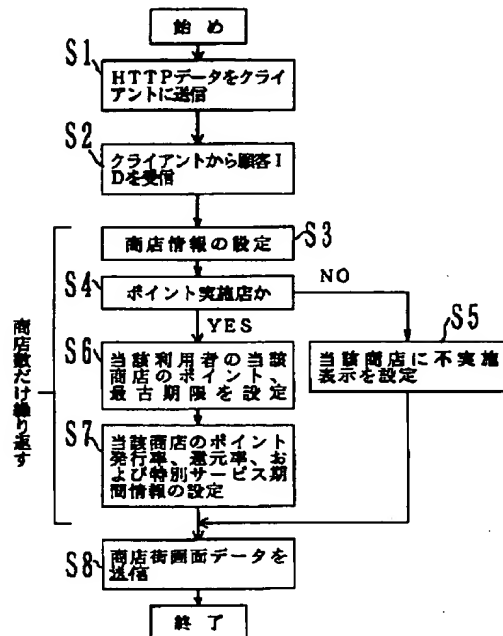 始め
S1
HTTPデータをクライ
アントに送信
S2
クライアントから顧客I
Dを受信
商店情報の設定
S3
S4
ポイント実施店か
NO
YES
S5
当該商店に不実施
表示を設定
S6
当該利用者の当該
商店のポイント、
最古期限を設定
S7
当該商店のポイント
発行率、還元率、お
よび特別サービス期
間情報の設定
商店数だけ繰り返す
S8
商店街画面データを
送信
終了